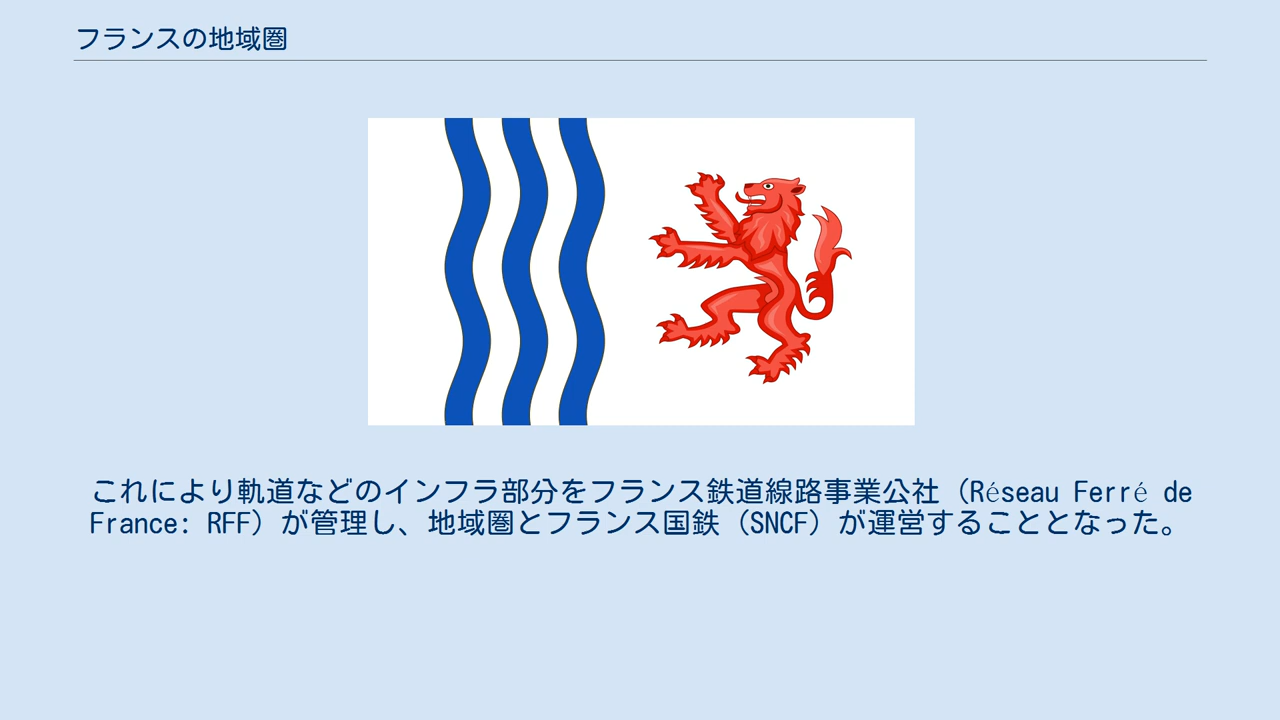 フランスの地域圏
これにより軌道などのインフラ部分をフランス鉄道線路事業公社（Réseau Ferré de
France: RFF）が管理し、地域圏とフランス国鉄（SNCF）が運営することとなった。